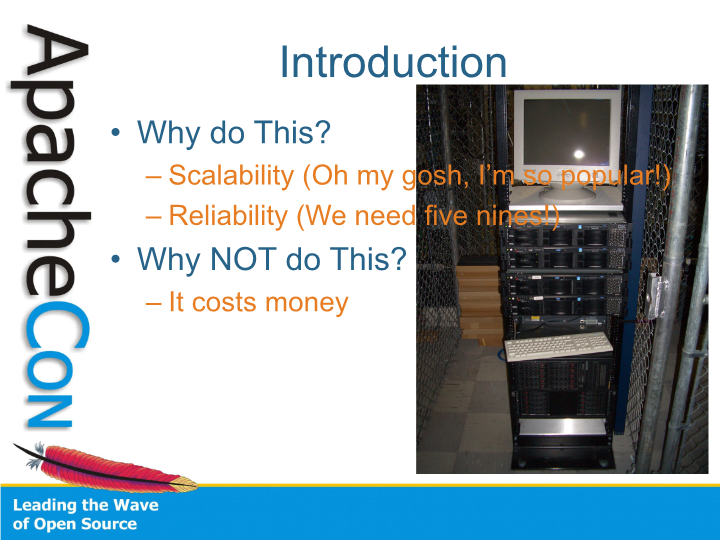 ApacheCon
Introduction
• Why do This?
– Scalability (Oh my gosh, I'm so popular!)
– Reliability (We need five nines!)
• Why NOT do This?
– It costs money
Leading the Wave
of Open Source